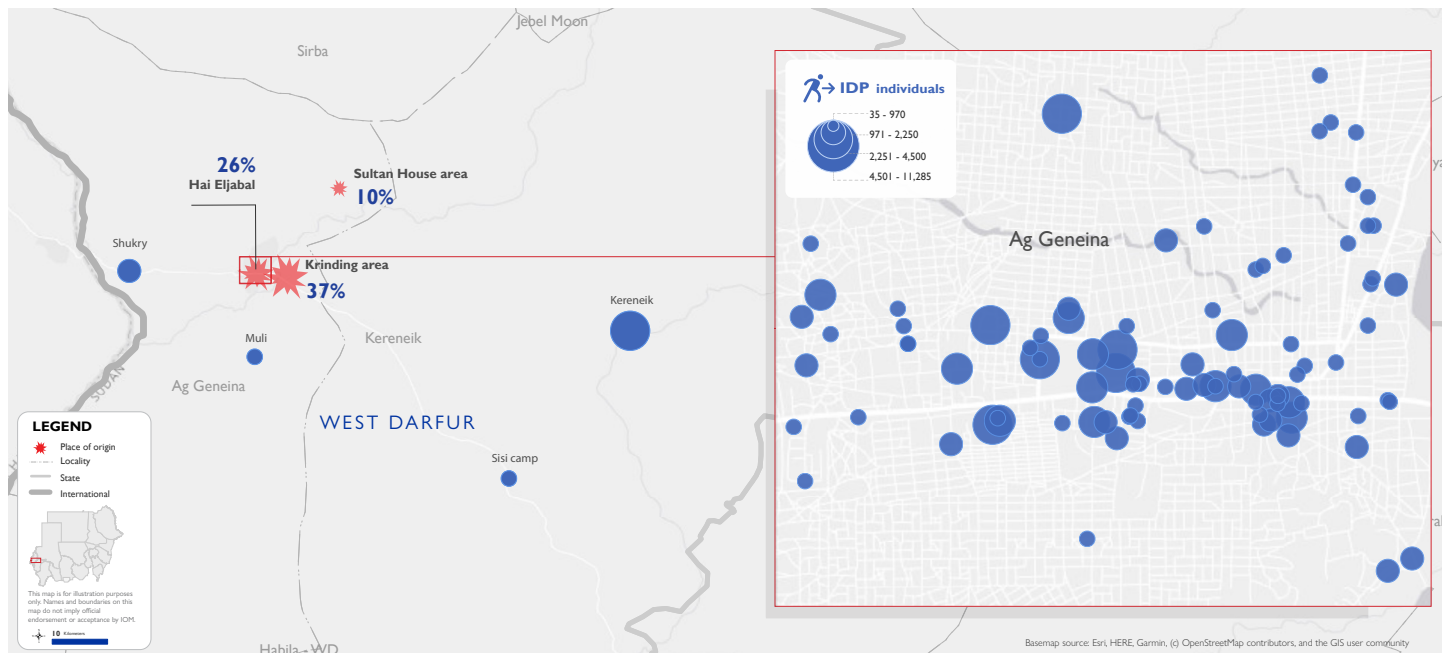 Jebel Moon
Sirba
26%
Hai Eljabal
Sultan House area
10%
Shukry
Krinding area
37%
Kereneik
Muli
Kereneik
Ag Geneina
SUDAN
WEST DARFUR
Sisi camp
Habila - WD
LEGEND
Place of origin
Locality
State
International
This map is for illustration purposes
only. Names and boundaries on this
map do not imply official
endorsement or acceptance by IOM.
10 Kilometers
IDP individuals
35 - 970
971 - 2,250
2,251 - 4,500
4,501 - 11,285
Ag Geneina
Basemap source: Esri, HERE, Garmin, (c) OpenStreetMap contributors, and the GIS user community